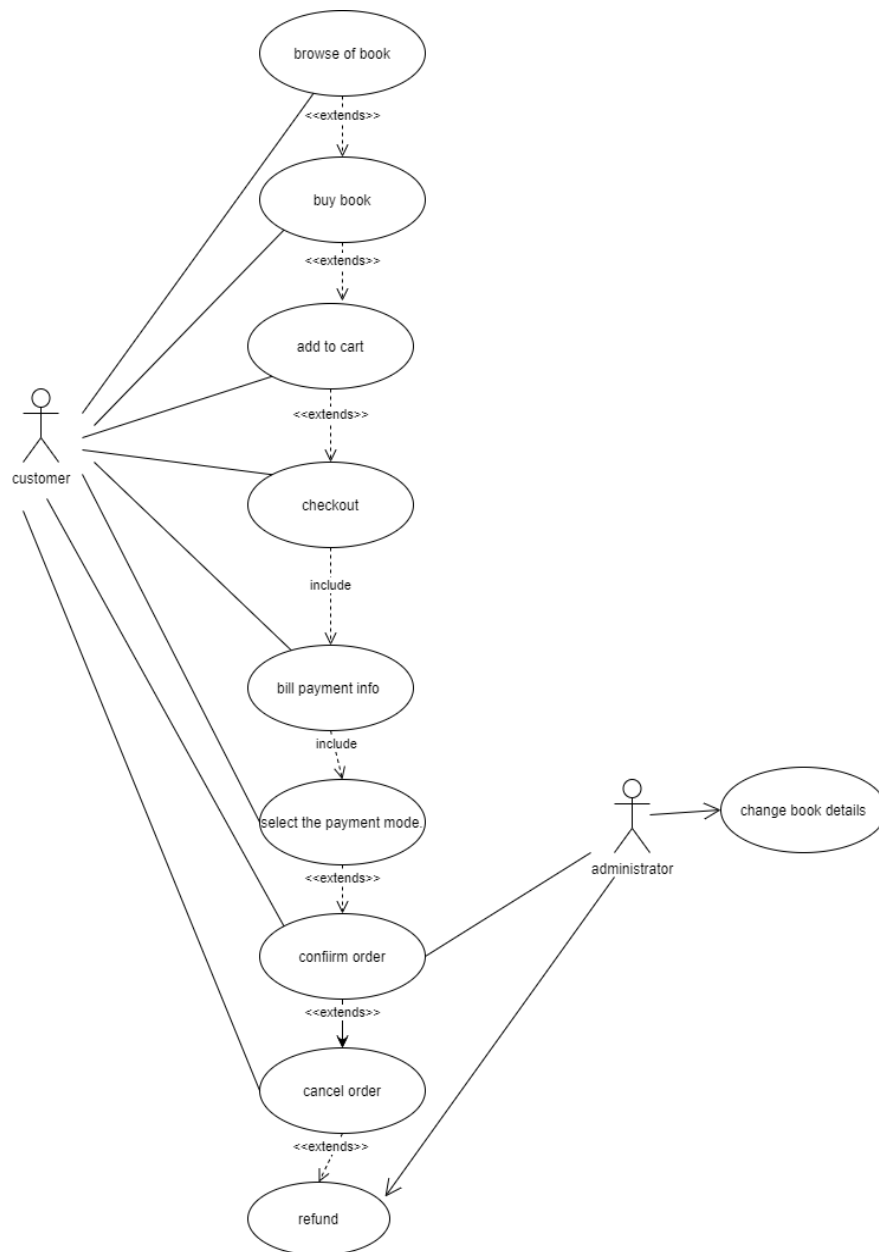 browse of book
<<extends>>
buy book
<<extends>>
add to cart
<<extends>>
customer
checkout
include
bill payment info
include
select the payment mode.
change book details
administrator
<<extends>>
confiirm order
<<extends>>
cancel order
<<extends>>
refund